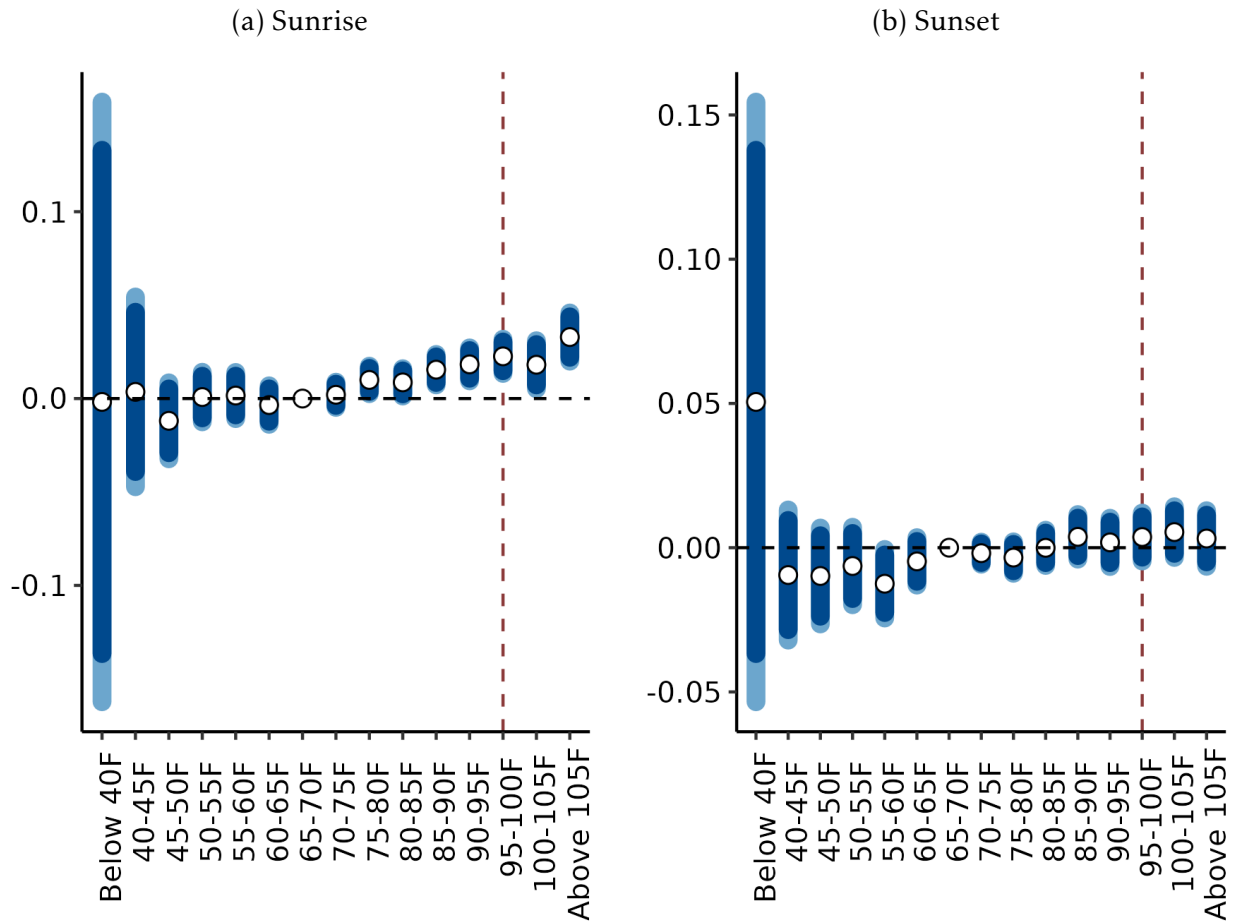 (a) Sunrise
0.1
0.0
-0.1
Below 40F
40-45F
45-50F
50-55F
55-60F
60-65F
65-70F
70-75F
75-80F
80-85F
85-90F
90-95F
95-100F
100-105F
Above 105F
(b) Sunset
0.15
0.10
0.05
0.00
-0.05
Below 40F
40-45F
45-50F
50-55F
55-60F
60-65F
65-70F
70-75F
75-80F
80-85F
85-90F
90-95F
95-100F
100-105F
Above 105F